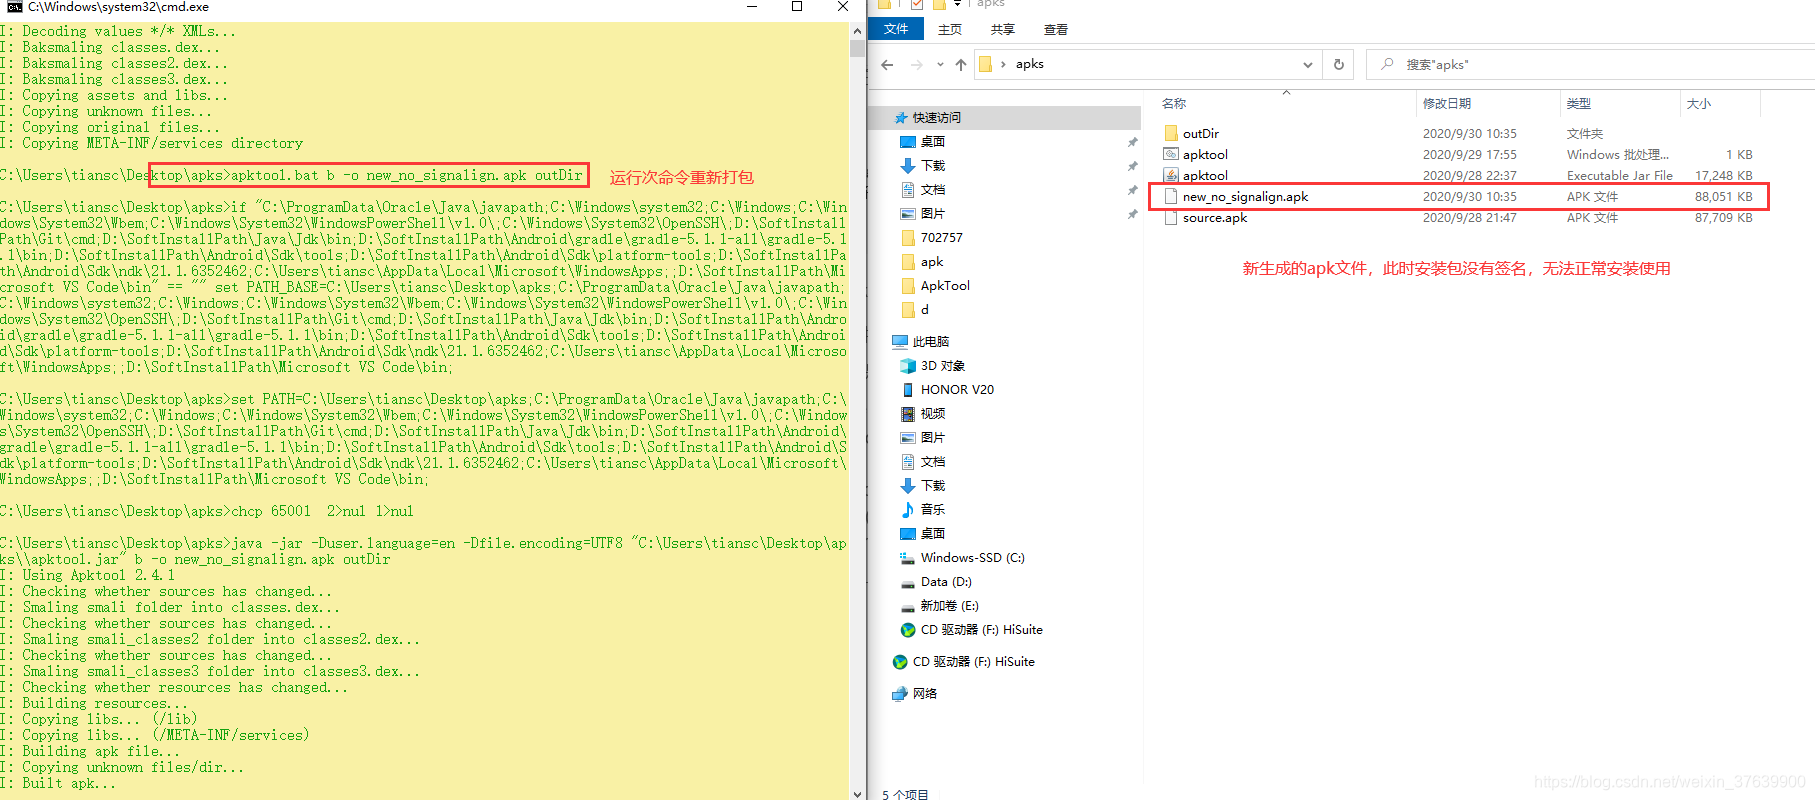 C:\Windows\system32\cmd.exe
I: Decoding values */* XMLs...
I: Baksmaling classes.dex...
I: Baksmaling classes2.dex...
I: Baksmaling classes3.dex...
I: Copying assets and libs...
I: Copying unknown files...
I: Copying original files...
I: Copying META-INF/services directory
C:\Users\tiansc\Desktop\apks>apktool.bat b -o new_no_signalign.apk outDir
运行次命令重新打包
C:\Users\tiansc\Desktop\apks>if "C:\ProgramData\Oracle\Java\javapath;C:\Windows\system32;C:\Windows;C:\Win
dows\System32\Wbem;C:\Windows\System32\WindowsPowerShell\v1.0\;C:\Windows\System32\OpenSSH\;D:\SoftInstall
Path\Git\cmd;D:\SoftInstallPath\Java\Jdk\bin;D:\SoftInstallPath\Android\gradle\gradle-5.1.1-all\gradle-5.1
.1\bin;D:\SoftInstallPath\Android\Sdk\tools;D:\SoftInstallPath\Android\Sdk\platform-tools;D:\SoftInstallPa
th\Android\Sdk\ndk\21.1.6352462;C:\Users\tiansc\AppData\Local\Microsoft\WindowsApps;;D:\SoftInstallPath\Mi
crosoft VS Code\bin" == "" set PATH_BASE=C:\Users\tiansc\Desktop\apks;C:\ProgramData\Oracle\Java\javapath;
C:\Windows\system32;C:\Windows;C:\Windows\System32\Wbem;C:\Windows\System32\WindowsPowerShell\v1.0\;C:\Win
dows\System32\OpenSSH\;D:\SoftInstallPath\Git\cmd;D:\SoftInstallPath\Java\Jdk\bin;D:\SoftInstallPath\Andro
id\gradle\gradle-5.1.1-all\gradle-5.1.1\bin;D:\SoftInstallPath\Android\Sdk\tools;D:\SoftInstallPath\Androi
d\Sdk\platform-tools;D:\SoftInstallPath\Android\Sdk\ndk\21.1.6352462;C:\Users\tiansc\AppData\Local\Microso
ft\WindowsApps;;D:\SoftInstallPath\Microsoft VS Code\bin;
C:\Users\tiansc\Desktop\apks>set PATH=C:\Users\tiansc\Desktop\apks;C:\ProgramData\Oracle\Java\javapath;C:\
Windows\system32;C:\Windows;C:\Windows\System32\Wbem;C:\Windows\System32\WindowsPowerShell\v1.0\;C:\Window
s\System32\OpenSSH\;D:\SoftInstallPath\Git\cmd;D:\SoftInstallPath\Java\Jdk\bin;D:\SoftInstallPath\Android\
gradle\gradle-5.1.1-all\gradle-5.1.1\bin;D:\SoftInstallPath\Android\Sdk\tools;D:\SoftInstallPath\Android\S
dk\platform-tools;D:\SoftInstallPath\Android\Sdk\ndk\21.1.6352462;C:\Users\tiansc\AppData\Local\Microsoft\
WindowsApps;;D:\SoftInstallPath\Microsoft VS Code\bin;
C:\Users\tiansc\Desktop\apks>chcp 65001  2>nul 1>nul
C:\Users\tiansc\Desktop\apks>java -jar -Duser.language=en -Dfile.encoding=UTF8 "C:\Users\tiansc\Desktop\ap
ks\\apktool.jar" b -o new_no_signalign.apk outDir
I: Using Apktool 2.4.1
I: Checking whether sources has changed...
I: Smaling smali folder into classes.dex...
I: Checking whether sources has changed...
I: Smaling smali_classes2 folder into classes2.dex...
I: Checking whether sources has changed...
I: Smaling smali_classes3 folder into classes3.dex...
I: Checking whether resources has changed...
I: Building resources...
I: Copying libs... (/lib)
I: Copying libs... (/META-INF/services)
I: Building apk file...
I: Copying unknown files/dir...
I: Built apk...
apks
文件 主页 共享 查看
apks
搜索"apks"
快速访问
桌面
下载
文档
图片
702757
apk
ApkTool
d
此电脑
3D 对象
HONOR V20
视频
图片
文档
下载
音乐
桌面
Windows-SSD (C:)
Data (D:)
新加卷 (E:)
CD 驱动器 (F:) HiSuite
CD 驱动器 (F:) HiSuite
网络
名称 修改日期 类型 大小
outDir 2020/9/30 10:35 文件夹
apktool 2020/9/29 17:55 Windows 批处理... 1 KB
apktool 2020/9/28 22:37 Executable Jar File 17,248 KB
new_no_signalign.apk 2020/9/30 10:35 APK 文件 88,051 KB
source.apk 2020/9/28 21:47 APK 文件 87,709 KB
新生成的apk文件，此时安装包没有签名，无法正常安装使用
5 个项目
https://blog.csdn.net/weixin_37639900